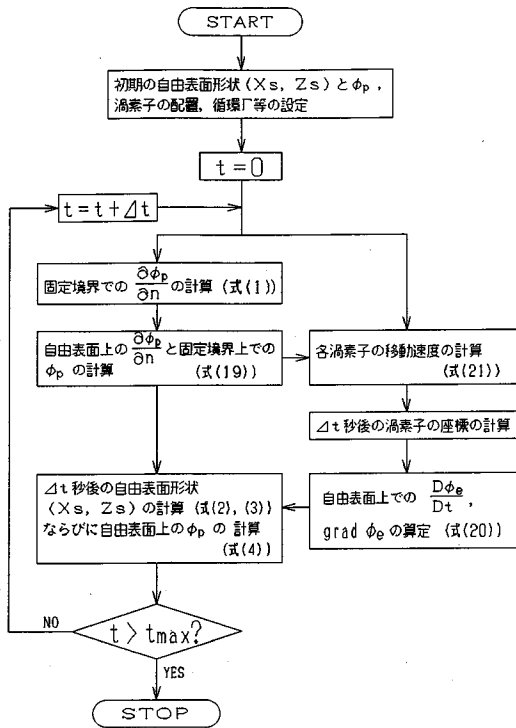 START
初期の自由表面形状(Xs, Zs)とφp,
渦素子の配置, 循環Γ等の設定
t=0
t=t+Δt
固定境界での ∂φp/∂n の計算 (式(1))
自由表面上の ∂φp/∂n と固定境界上での
φp の計算 (式(19))
各渦素子の移動速度の計算
(式(21))
Δt秒後の渦素子の座標の計算
Δt秒後の自由表面形状
(Xs, Zs)の計算 (式(2), (3))
ならびに自由表面上のφp の 計算
(式(4))
自由表面上での Dφe/Dt ,
grad φe の算定 (式(20))
NO
t>tmax?
YES
STOP